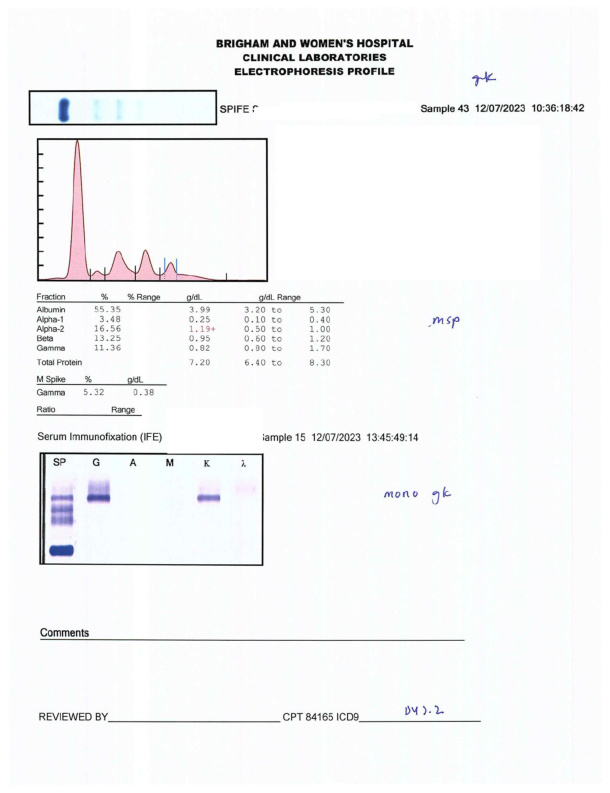 BRIGHAM AND WOMEN'S HOSPITAL
CLINICAL LABORATORIES
ELECTROPHORESIS PROFILE
gk
SPIFE
Sample 43 12/07/2023 10:36:18:42
Fraction % % Range g/dL g/dL Range
Albumin 55.35 3.99 3.20 to 5.30
Alpha-1 3.48 0.25 0.10 to 0.40
Alpha-2 16.56 1.19+ 0.50 to 1.00
Beta 13.25 0.95 0.60 to 1.20
Gamma 11.36 0.82 0.80 to 1.70
Total Protein 7.20 6.40 to 8.30
msp
M Spike % g/dL
Gamma 5.32 0.38
Ratio Range
Serum Immunofixation (IFE) Sample 15 12/07/2023 13:45:49:14
SP G A M K λ
mono gk
Comments
REVIEWED BY CPT 84165 ICD9